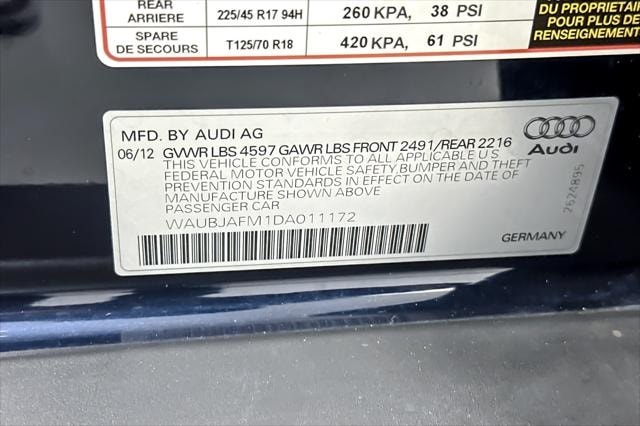 REAR
ARRIERE 225/45 R17 94H 260 KPA, 38 PSI
SPARE
DE SECOURS T125/70 R18 420 KPA, 61 PSI
DU PROPRIETAIR
POUR PLUS DE
RENSEIGNEMENT
MFD. BY AUDI AG
06/12 GVWR LBS 4597 GAWR LBS FRONT 2491/REAR 2216
THIS VEHICLE CONFORMS TO ALL APPLICABLE U S
FEDERAL MOTOR VEHICLE SAFETY, BUMPER AND THEFT
PREVENTION STANDARDS IN EFFECT ON THE DATE OF
MANUFACTURE SHOWN ABOVE
PASSENGER CAR
WAUBJAFM1DA011172
Audi
2624895
GERMANY